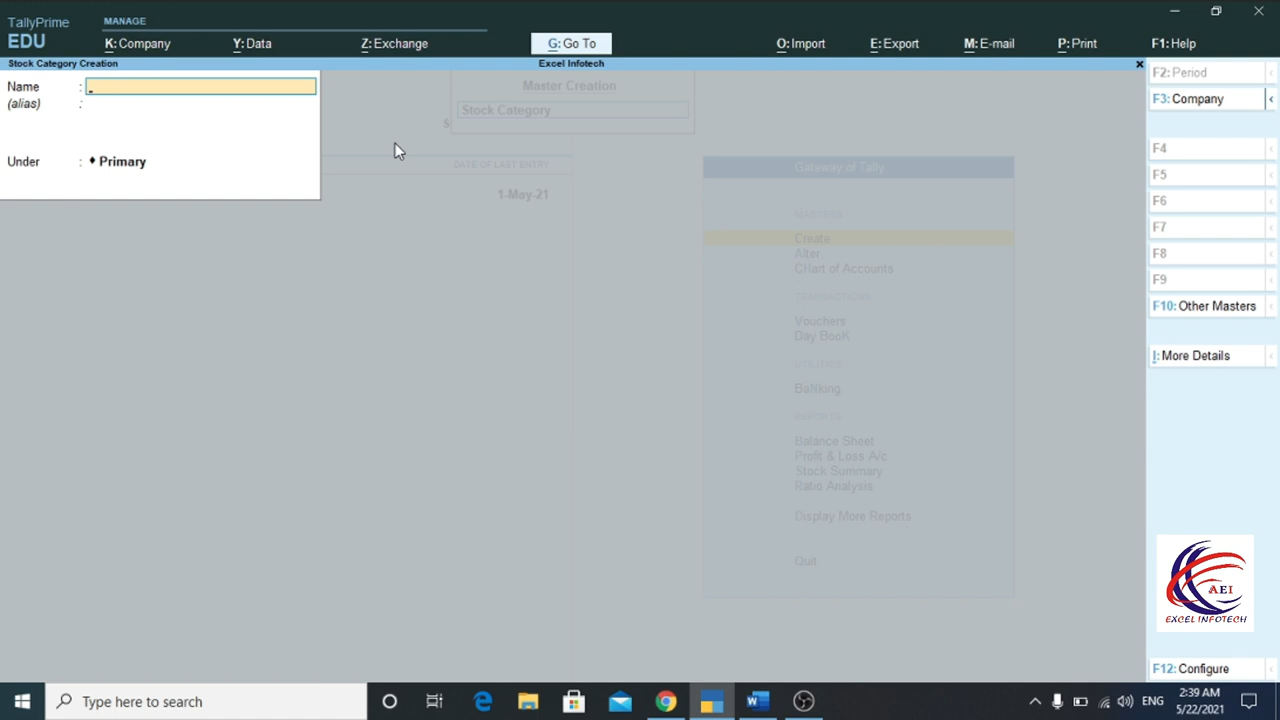 TallyPrime
EDU
MANAGE
K: Company
Y: Data
Z: Exchange
G: Go To
O: Import
E: Export
M: E-mail
P: Print
F1: Help
Stock Category Creation
Excel Infotech
Name :
(alias) :
Under : ♦ Primary
Master Creation
Stock Category
DATE OF LAST ENTRY
1-May-21
Gateway of Tally
MASTERS
Create
Alter
CHart of Accounts
TRANSACTIONS
Vouchers
Day BooK
UTILITIES
BaNking
REPORTS
Balance Sheet
Profit & Loss A/c
Stock Summary
Ratio Analysis
Display More Reports
Quit
F2: Period
F3: Company
F4
F5
F6
F7
F8
F9
F10: Other Masters
I: More Details
AEI
EXCEL INFOTECH
F12: Configure
Type here to search
ENG
2:39 AM
5/22/2021